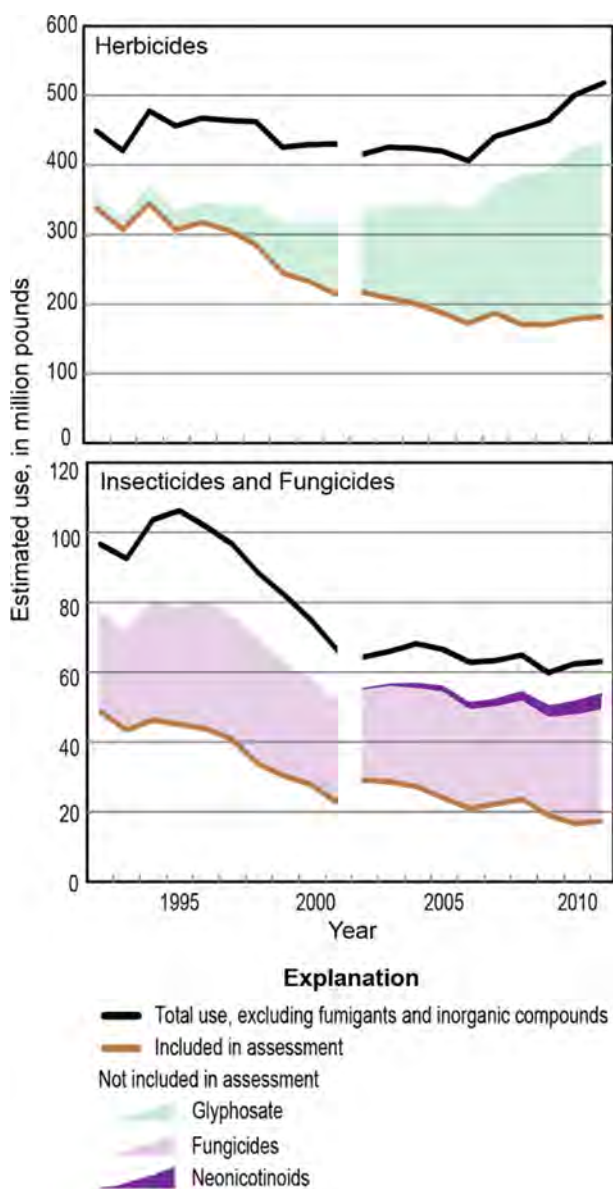 Herbicides
600
500
400
300
200
100
0
Estimated use, in million pounds
Insecticides and Fungicides
120
100
80
60
40
20
0
1995 2000 2005 2010
Year
Explanation
Total use, excluding fumigants and inorganic compounds
Included in assessment
Not included in assessment
Glyphosate
Fungicides
Neonicotinoids